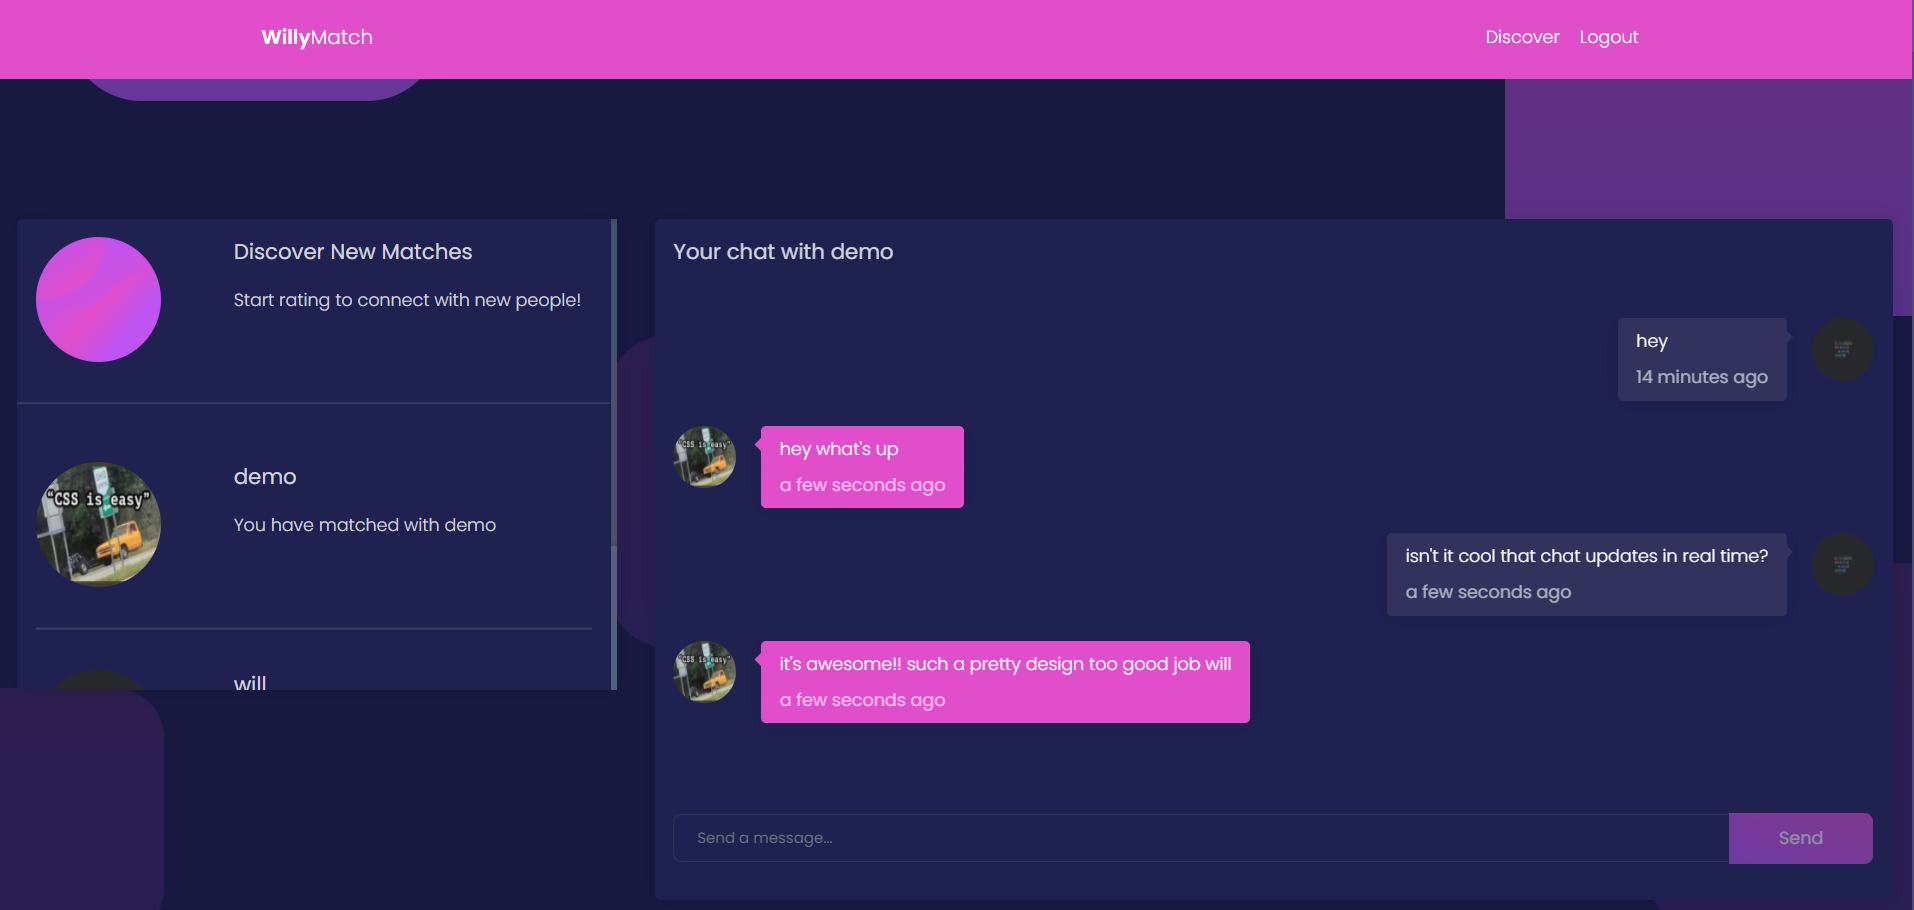 WillyMatch
Discover Logout
Discover New Matches
Start rating to connect with new people!
demo
"CSS is easy"
You have matched with demo
will
Your chat with demo
hey
14 minutes ago
"CSS is easy"
hey what's up
a few seconds ago
isn't it cool that chat updates in real time?
a few seconds ago
"CSS is easy"
it's awesome!! such a pretty design too good job will
a few seconds ago
Send a message...
Send